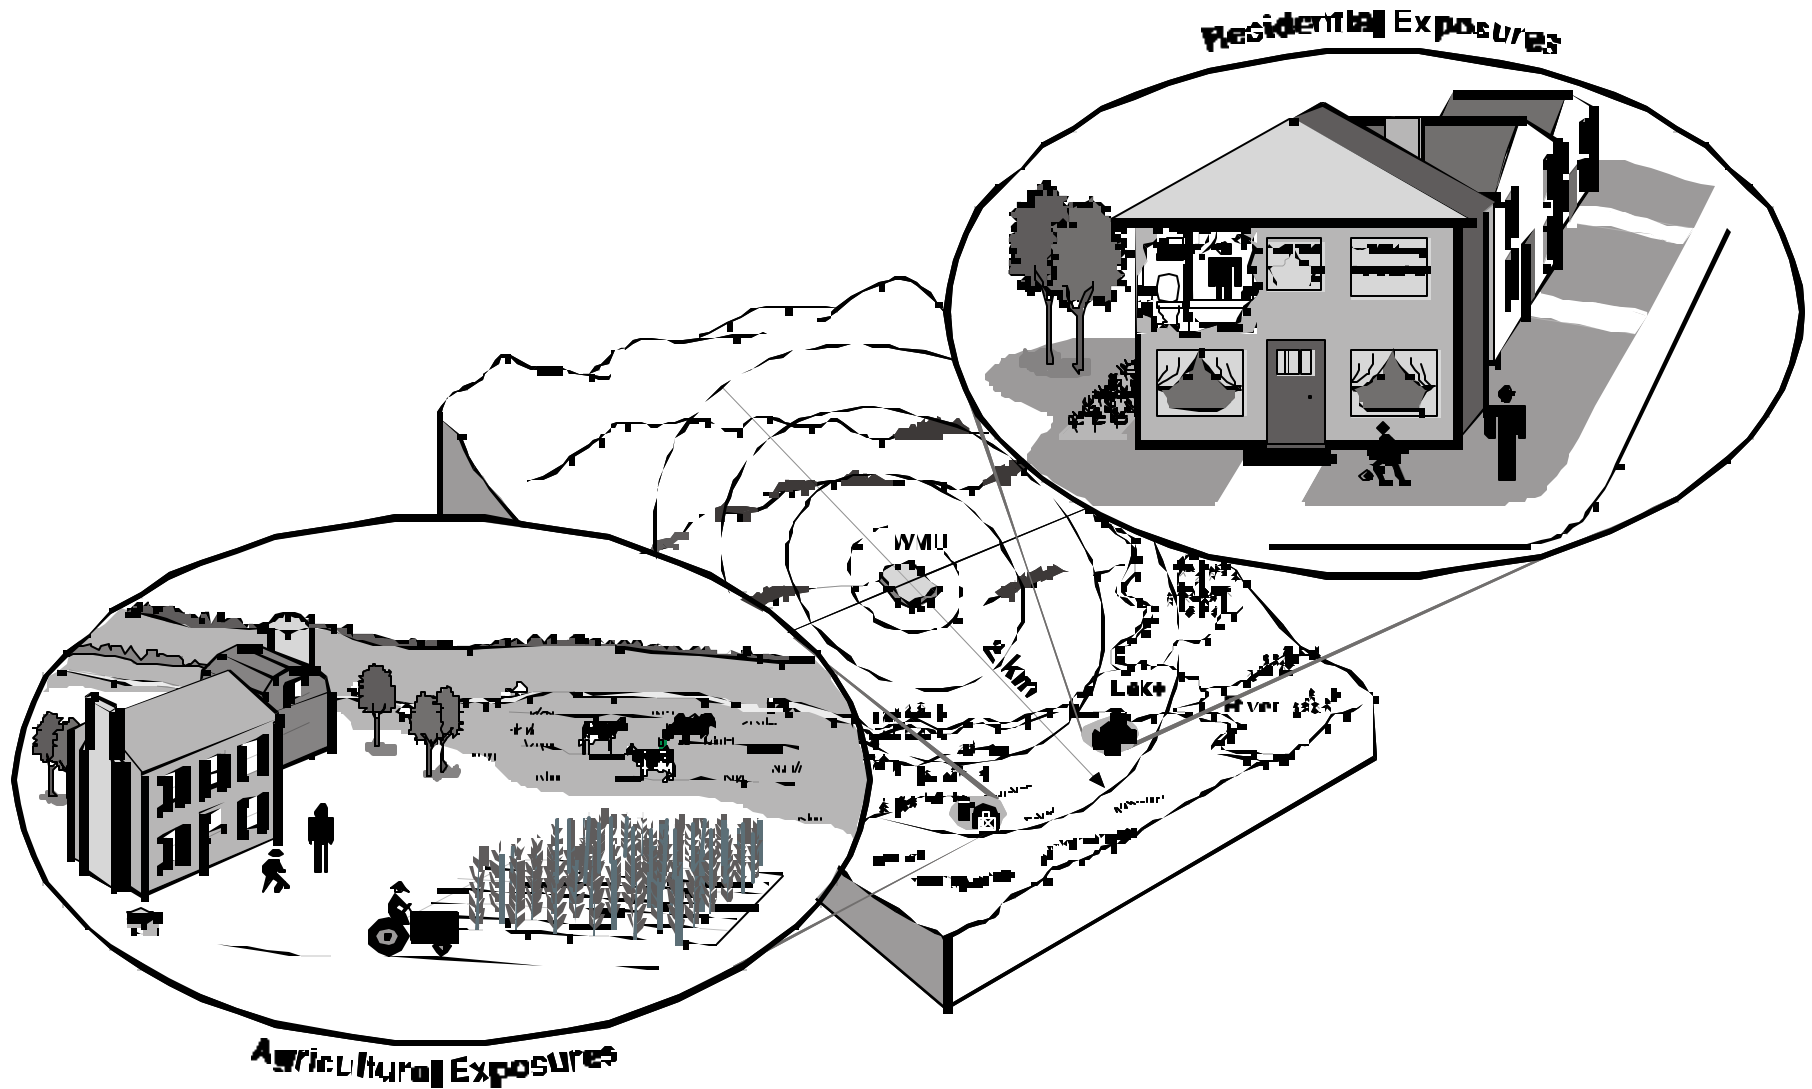 Residential Exposures
WMU
2 km
Lake
River
Agricultural Exposures